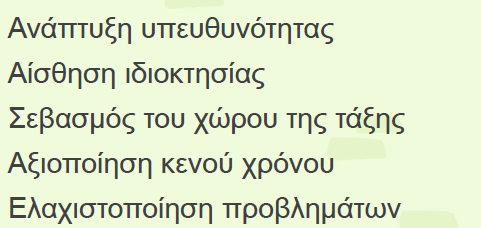 Ανάπτυξη υπευθυνότητας
Αίσθηση ιδιοκτησίας
Σεβασμός του χώρου της τάξης
Αξιοποίηση κενού χρόνου
Ελαχιστοποίηση προβλημάτων